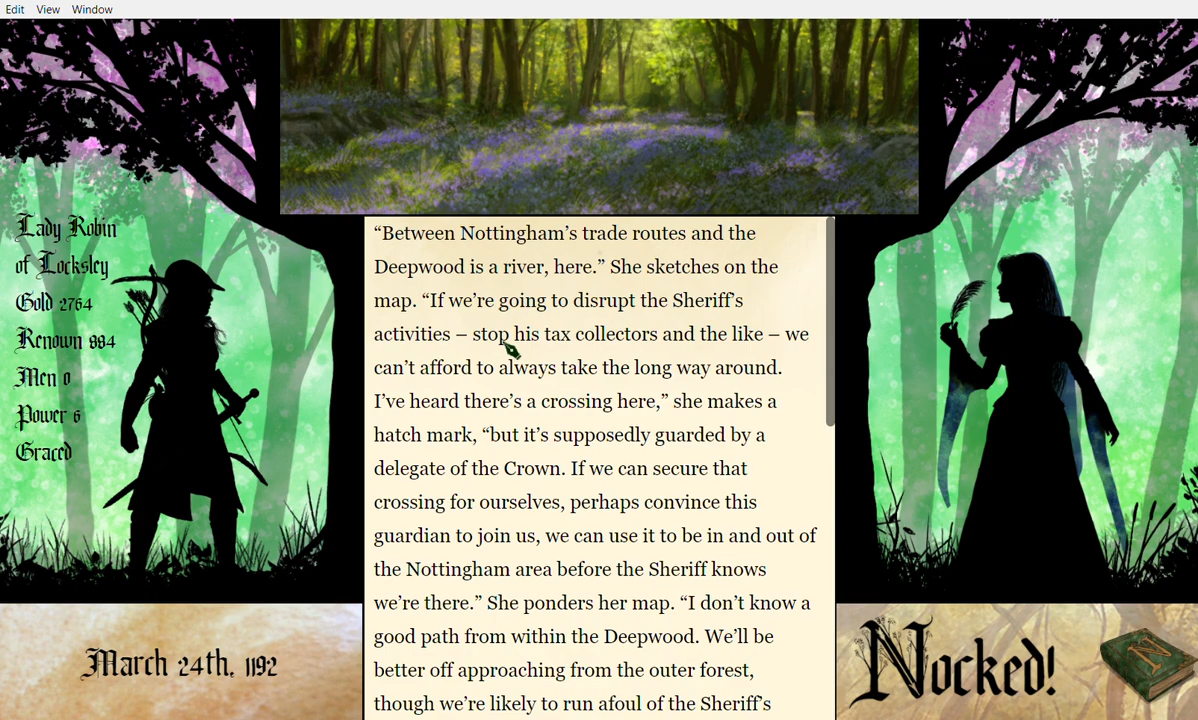 Edit View Window
Lady Robin
of Locksley
Gold 2764
Renown 884
Men 0
Power 6
Graced
“Between Nottingham’s trade routes and the
Deepwood is a river, here.” She sketches on the
map. “If we’re going to disrupt the Sheriff’s
activities – stop his tax collectors and the like – we
can’t afford to always take the long way around.
I’ve heard there’s a crossing here,” she makes a
hatch mark, “but it’s supposedly guarded by a
delegate of the Crown. If we can secure that
crossing for ourselves, perhaps convince this
guardian to join us, we can use it to be in and out of
the Nottingham area before the Sheriff knows
we’re there.” She ponders her map. “I don’t know a
good path from within the Deepwood. We’ll be
better off approaching from the outer forest,
though we’re likely to run afoul of the Sheriff’s
March 24th, 1192
Nocked!
N